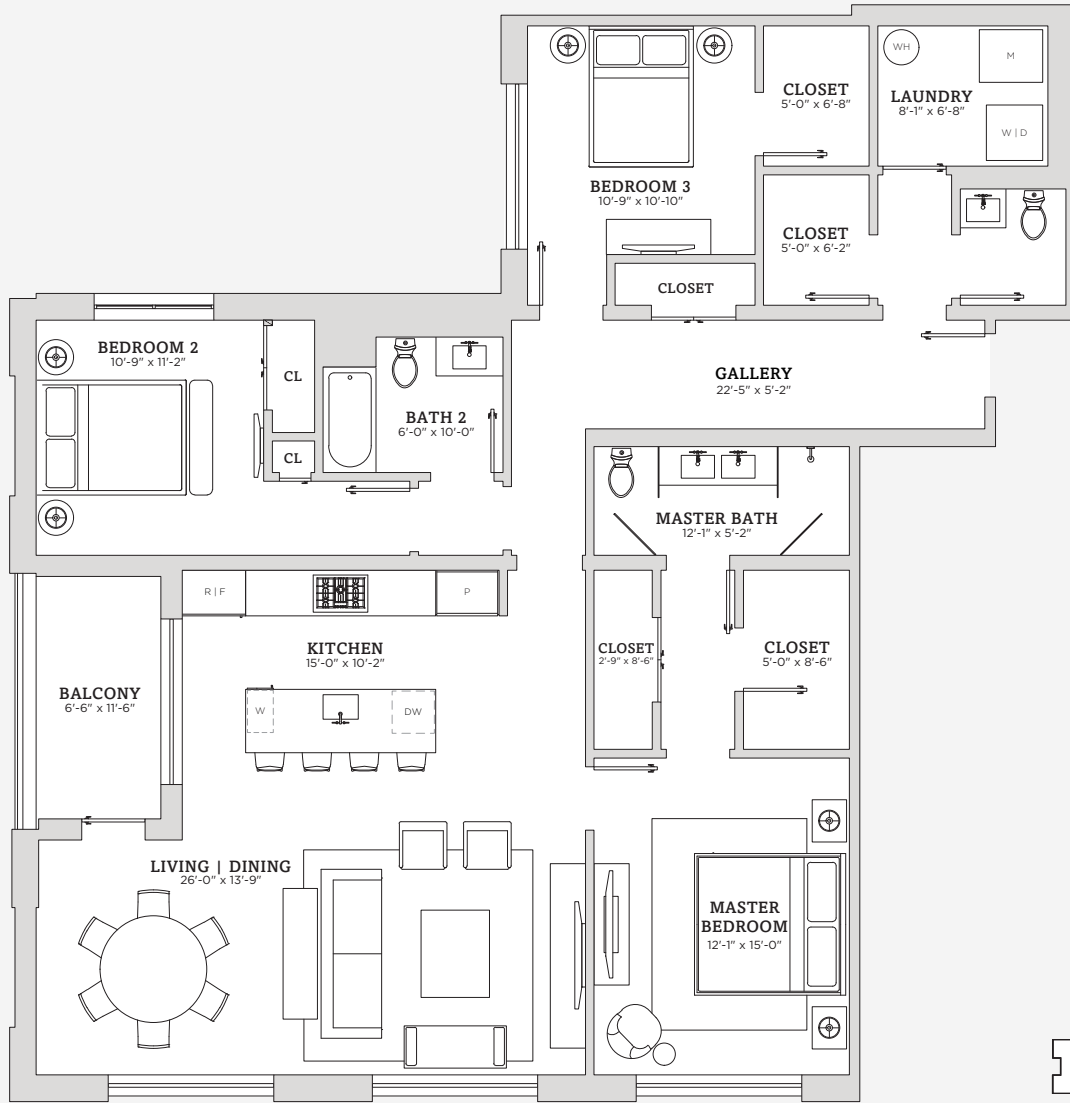 WH
M
CLOSET
5'-0" x 6'-8"
LAUNDRY
8'-1" x 6'-8"
W | D
BEDROOM 3
10'-9" x 10'-10"
CLOSET
5'-0" x 6'-2"
CLOSET
BEDROOM 2
10'-9" x 11'-2"
CL
GALLERY
22'-5" x 5'-2"
BATH 2
6'-0" x 10'-0"
CL
MASTER BATH
12'-1" x 5'-2"
R | F
P
KITCHEN
15'-0" x 10'-2"
CLOSET
2'-9" x 8'-6"
CLOSET
5'-0" x 8'-6"
BALCONY
6'-6" x 11'-6"
W
DW
LIVING | DINING
26'-0" x 13'-9"
MASTER
BEDROOM
12'-1" x 15'-0"